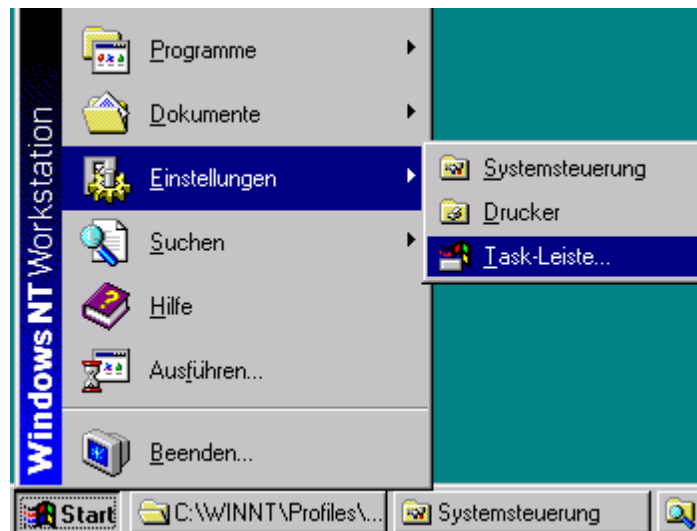 Windows NT Workstation
Programme
Dokumente
Einstellungen
Suchen
Hilfe
Ausführen...
Beenden...
Systemsteuerung
Drucker
Task-Leiste...
Start
C:\WINNT\Profiles\...
Systemsteuerung